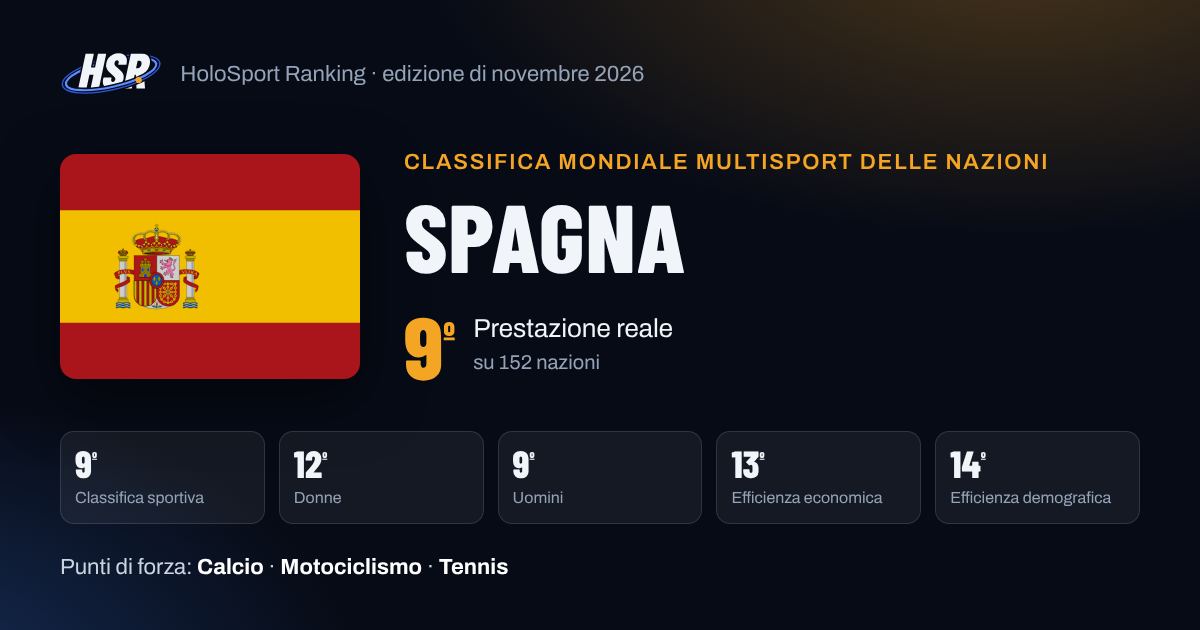 HSR
HoloSport Ranking · edizione di novembre 2026
CLASSIFICA MONDIALE MULTISPORT DELLE NAZIONI
SPAGNA
9º Prestazione reale
su 152 nazioni
9º
Classifica sportiva
12º
Donne
9º
Uomini
13º
Efficienza economica
14º
Efficienza demografica
Punti di forza: Calcio · Motociclismo · Tennis